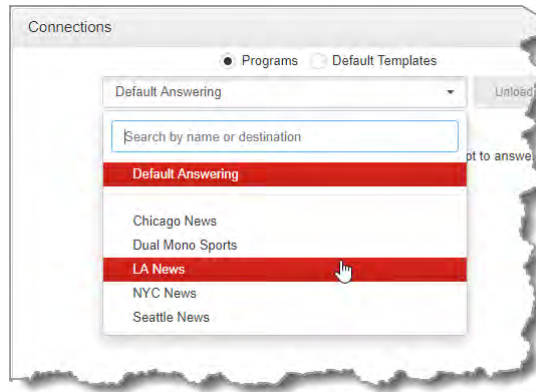 Connections
Programs Default Templates
Default Answering Unload
Search by name or destination
pt to answe
Default Answering
Chicago News
Dual Mono Sports
LA News
NYC News
Seattle News